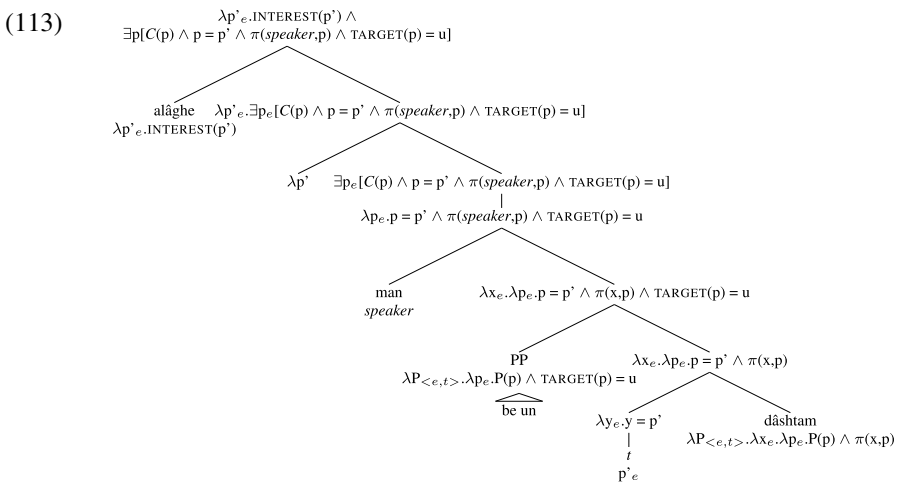 (113)
λp'ₑ.INTEREST(p') ∧
∃p[C(p) ∧ p = p' ∧ π(speaker,p) ∧ TARGET(p) = u]
alâghe
λp'ₑ.INTEREST(p')
λp'ₑ.∃pₑ[C(p) ∧ p = p' ∧ π(speaker,p) ∧ TARGET(p) = u]
λp'
∃pₑ[C(p) ∧ p = p' ∧ π(speaker,p) ∧ TARGET(p) = u]
λpₑ.p = p' ∧ π(speaker,p) ∧ TARGET(p) = u
man
speaker
λxₑ.λpₑ.p = p' ∧ π(x,p) ∧ TARGET(p) = u
PP
λP<e,t>.λpₑ.P(p) ∧ TARGET(p) = u
be un
λxₑ.λpₑ.p = p' ∧ π(x,p)
λyₑ.y = p'
t
p'ₑ
dâshtam
λP<e,t>.λxₑ.λpₑ.P(p) ∧ π(x,p)